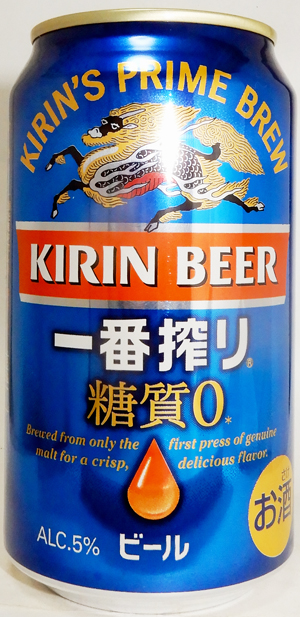 KIRIN'S PRIME BREW
KIRIN BEER
一番搾り®
糖質0*
Brewed from only the first press of genuine
malt for a crisp, delicious flavor.
ALC.5% ビール
お酒